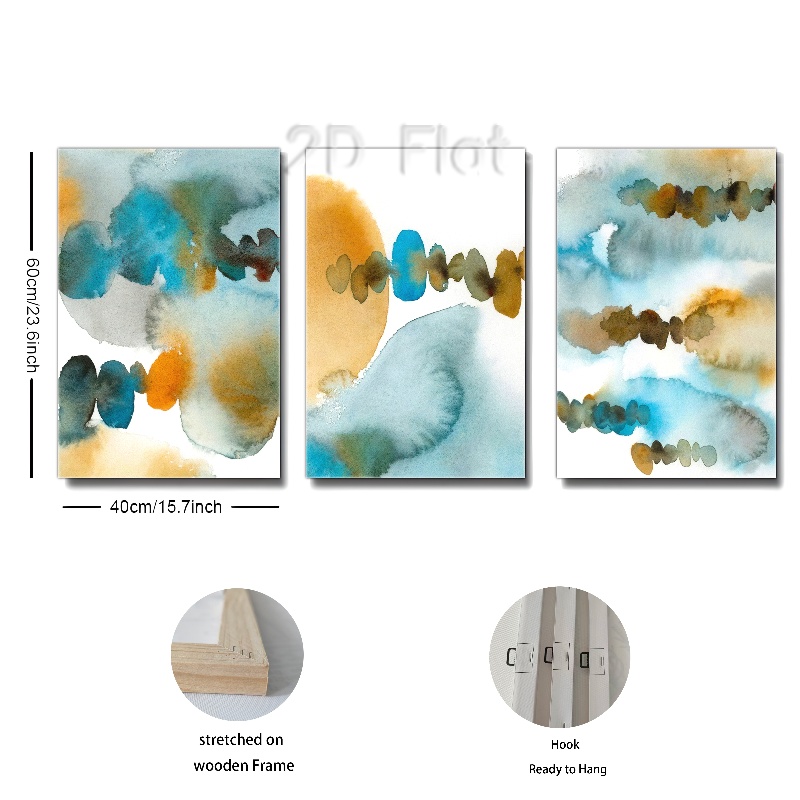 2D Flat
60cm/23.6inch
40cm/15.7inch
stretched on
wooden Frame
Hook
Ready to Hang